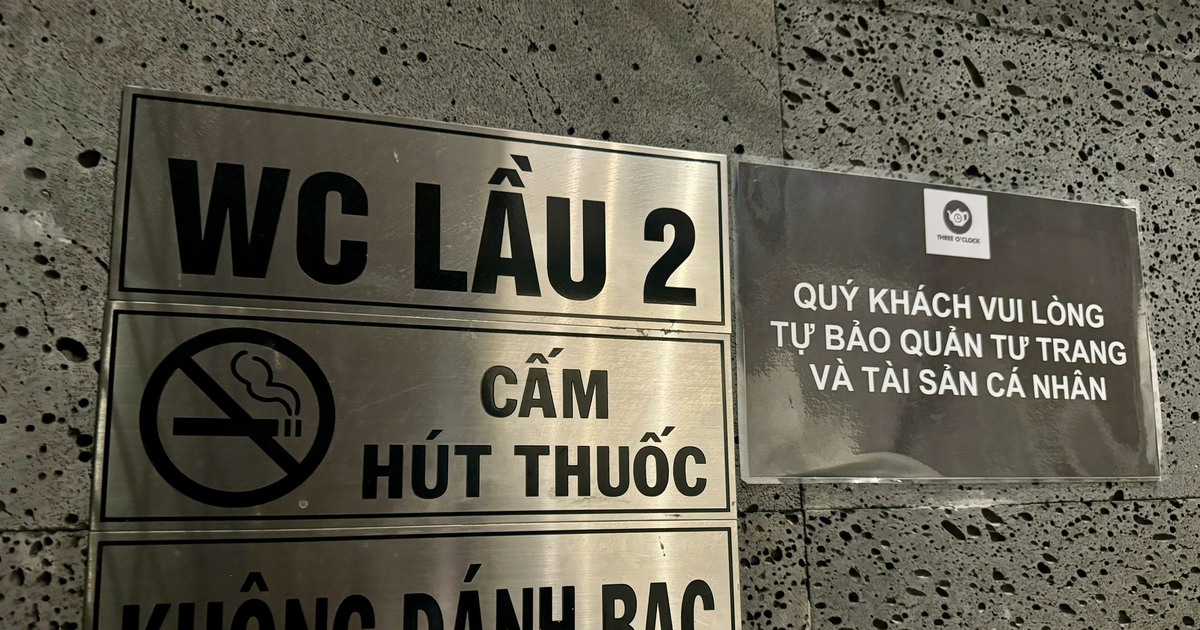 WC LẦU 2
CẤM
HÚT THUỐC
KHÔNG ĐÁNH BẠC
THREE O'CLOCK
QUÝ KHÁCH VUI LÒNG
TỰ BẢO QUẢN TƯ TRANG
VÀ TÀI SẢN CÁ NHÂN